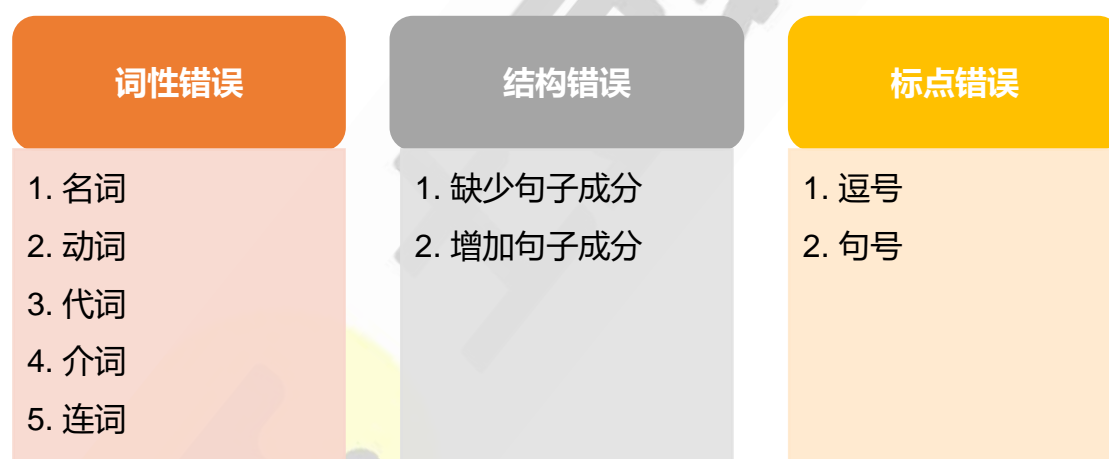 词性错误
1. 名词
2. 动词
3. 代词
4. 介词
5. 连词
结构错误
1. 缺少句子成分
2. 增加句子成分
标点错误
1. 逗号
2. 句号